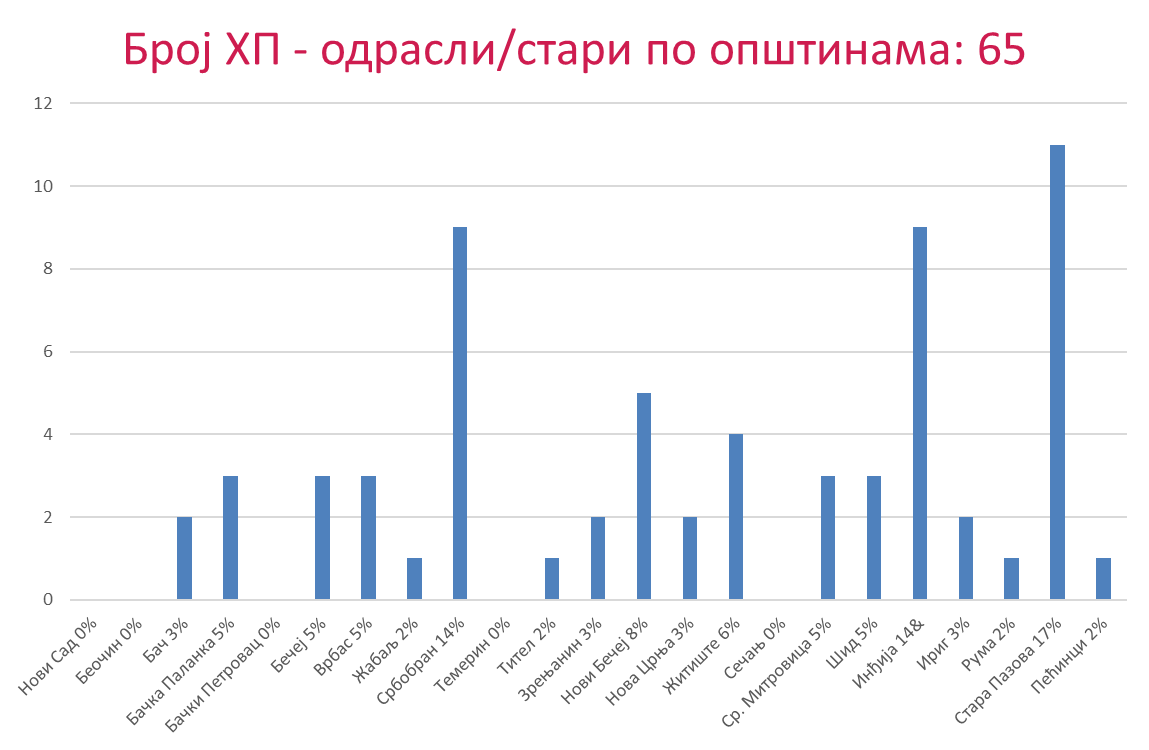 Број ХП - одрасли/стари по општинама: 65
12
10
8
6
4
2
0
Нови Сад 0%
Беочин 0%
Бач 3%
Бачка Паланка 5%
Бачки Петровац 0%
Бечеј 5%
Врбас 5%
Жабаљ 2%
Србобран 14%
Темерин 0%
Тител 2%
Зрењанин 3%
Нови Бечеј 8%
Нова Црња 3%
Житиште 6%
Сечањ 0%
Ср. Митровица 5%
Шид 5%
Инђија 14&
Ириг 3%
Рума 2%
Стара Пазова 17%
Пећинци 2%